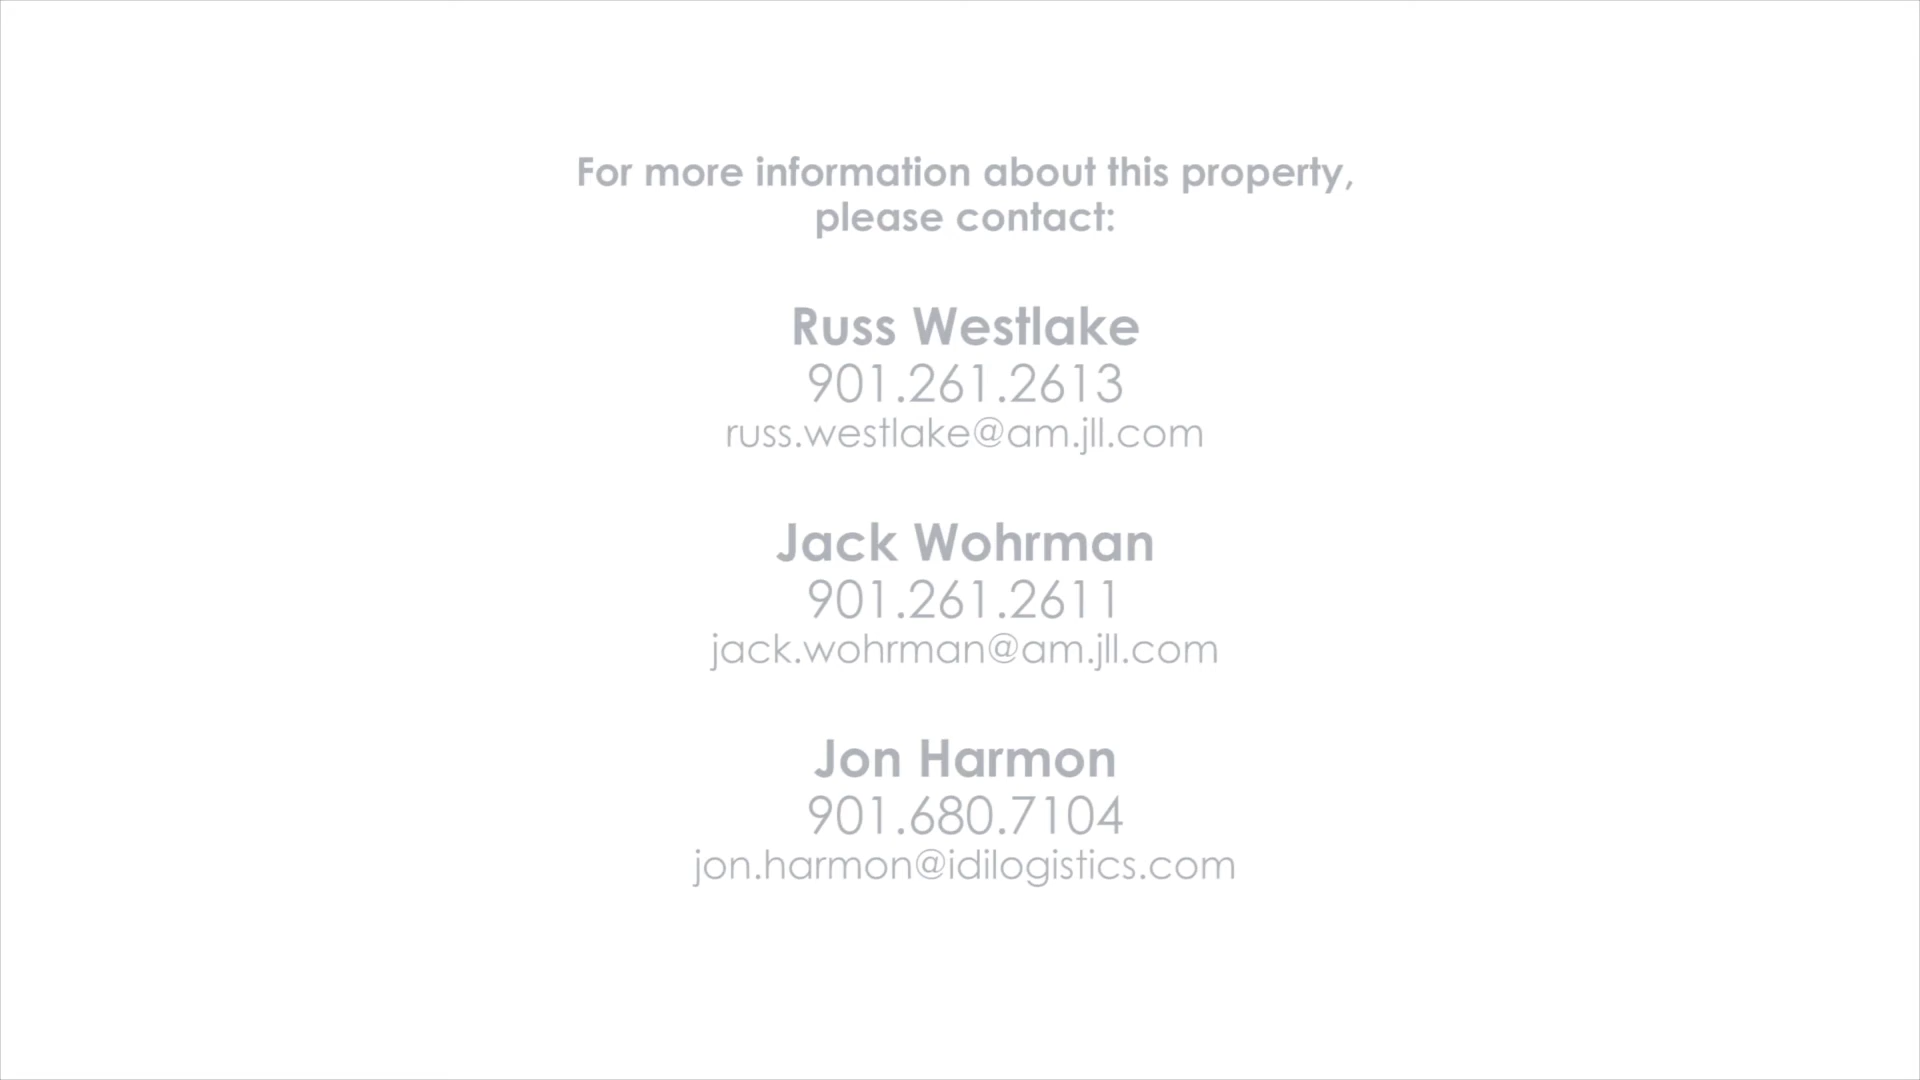 For more information about this property,
please contact:
Russ Westlake
901.261.2613
russ.westlake@am.jll.com
Jack Wohrman
901.261.2611
jack.wohrman@am.jll.com
Jon Harmon
901.680.7104
jon.harmon@idilogistics.com